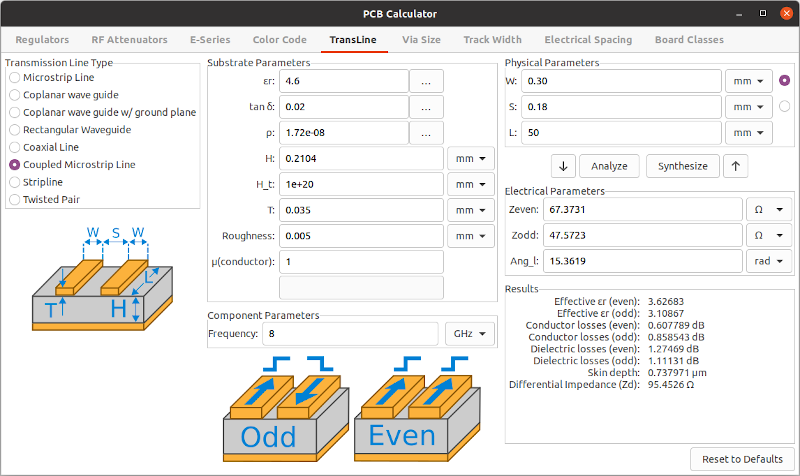 PCB Calculator
Regulators RF Attenuators E-Series Color Code TransLine Via Size Track Width Electrical Spacing Board Classes
Transmission Line Type
Microstrip Line
Coplanar wave guide
Coplanar wave guide w/ ground plane
Rectangular Waveguide
Coaxial Line
Coupled Microstrip Line
Stripline
Twisted Pair
W S W
L
T H
Substrate Parameters
εr: 4.6 ...
tan δ: 0.02 ...
ρ: 1.72e-08 ...
H: 0.2104 mm
H_t: 1e+20 mm
T: 0.035 mm
Roughness: 0.005 mm
μ(conductor): 1
Component Parameters
Frequency: 8 GHz
Odd Even
Physical Parameters
W: 0.30 mm
S: 0.18 mm
L: 50 mm
↓ Analyze Synthesize ↑
Electrical Parameters
Zeven: 67.3731 Ω
Zodd: 47.5723 Ω
Ang_l: 15.3619 rad
Results
Effective εr (even): 3.62683
Effective εr (odd): 3.10867
Conductor losses (even): 0.607789 dB
Conductor losses (odd): 0.858543 dB
Dielectric losses (even): 1.27469 dB
Dielectric losses (odd): 1.11131 dB
Skin depth: 0.737971 μm
Differential Impedance (Zd): 95.4526 Ω
Reset to Defaults